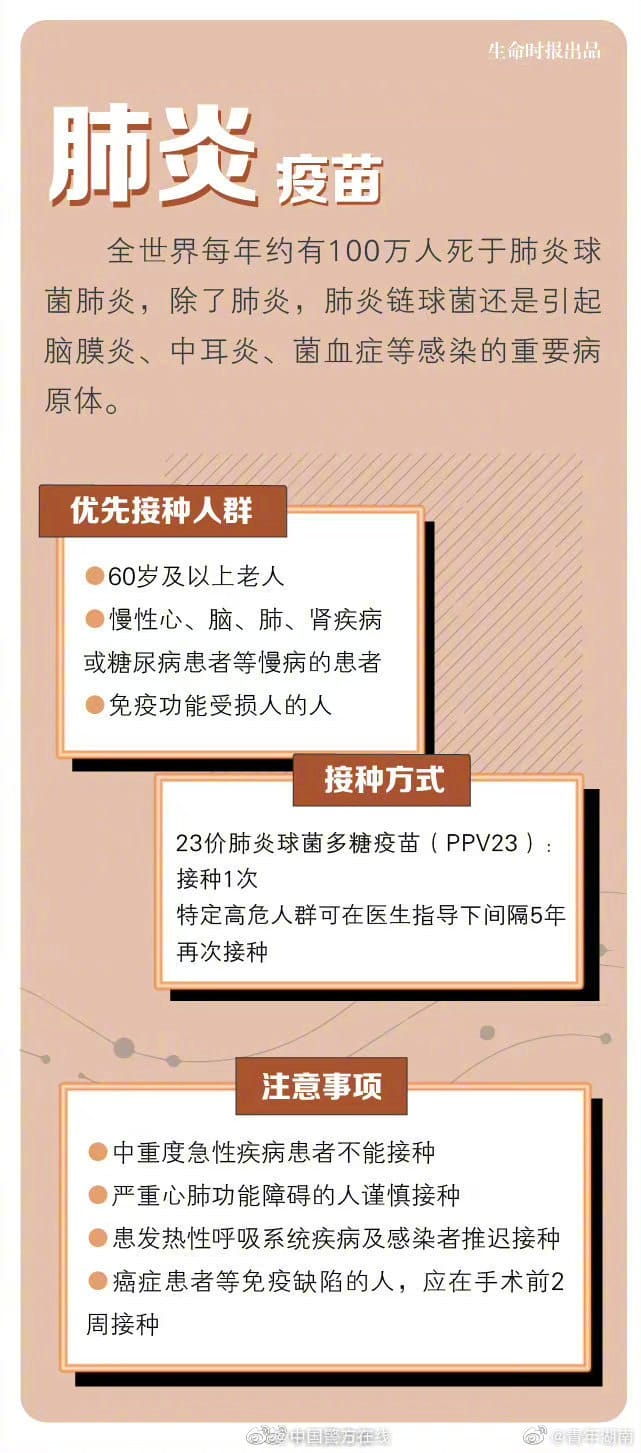 生命时报出品
肺炎疫苗
全世界每年约有100万人死于肺炎球
菌肺炎，除了肺炎，肺炎链球菌还是引起
脑膜炎、中耳炎、菌血症等感染的重要病
原体。
优先接种人群
●60岁及以上老人
●慢性心、脑、肺、肾疾病
或糖尿病患者等慢病的患者
●免疫功能受损人的人
接种方式
23价肺炎球菌多糖疫苗（PPV23）：
接种1次
特定高危人群可在医生指导下间隔5年
再次接种
注意事项
●中重度急性疾病患者不能接种
●严重心肺功能障碍的人谨慎接种
●患发热性呼吸系统疾病及感染者推迟接种
●癌症患者等免疫缺陷的人，应在手术前2
周接种
@中国警方在线
@青年湖南